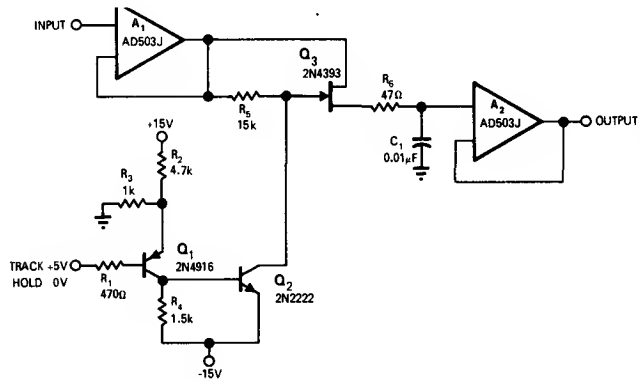 INPUT
A1
AD503J
Q3
2N4393
R6
47Ω
A2
AD503J
OUTPUT
R5
15k
C1
0.01μF
+15V
R2
4.7k
R3
1k
Q1
2N4916
TRACK +5V
HOLD 0V
R1
470Ω
R4
1.5k
Q2
2N2222
-15V